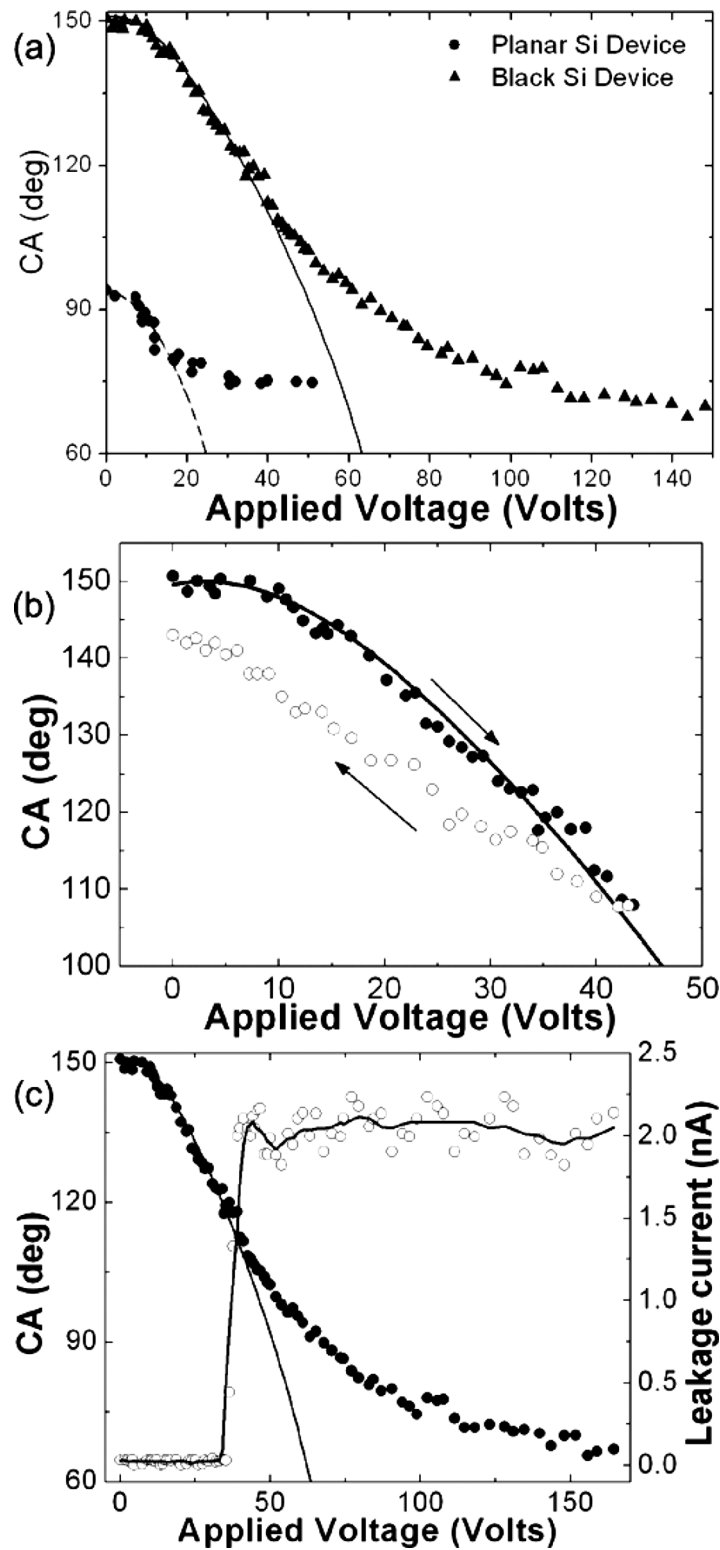 (a)
150
120
90
60
CA (deg)
Planar Si Device
Black Si Device
0 20 40 60 80 100 120 140
Applied Voltage (Volts)
(b)
150
140
130
120
110
100
CA (deg)
0 10 20 30 40 50
Applied Voltage (Volts)
(c)
150
120
90
60
CA (deg)
2.5
2.0
1.5
1.0
0.5
0.0
Leakage current (nA)
0 50 100 150
Applied Voltage (Volts)